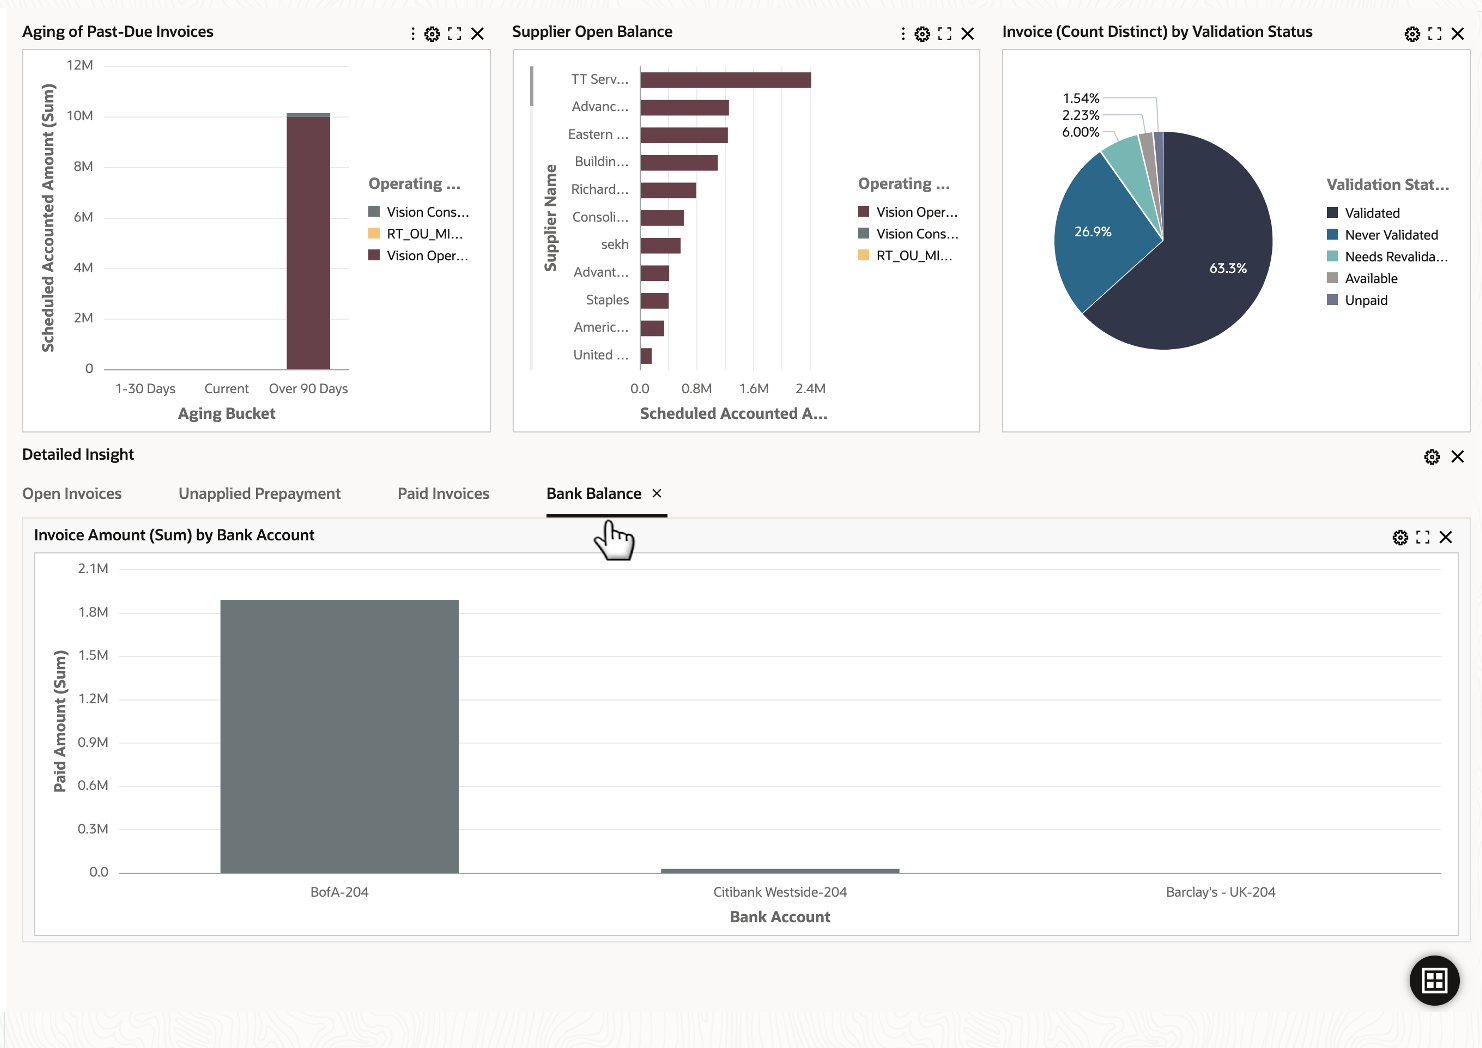 Aging of Past-Due Invoices
12M
10M
8M
6M
4M
2M
0
Scheduled Accounted Amount (Sum)
1-30 Days
Current
Over 90 Days
Aging Bucket
Operating ...
Vision Cons...
RT_OU_MI...
Vision Oper...
Supplier Open Balance
Supplier Name
TT Serv...
Advanc...
Eastern ...
Buildin...
Richard...
Consoli...
sekh
Advant...
Staples
Americ...
United ...
0.0
0.8M
1.6M
2.4M
Scheduled Accounted A...
Operating ...
Vision Oper...
Vision Cons...
RT_OU_MI...
Invoice (Count Distinct) by Validation Status
1.54%
2.23%
6.00%
26.9%
63.3%
Validation Stat...
Validated
Never Validated
Needs Revalida...
Available
Unpaid
Detailed Insight
Open Invoices
Unapplied Prepayment
Paid Invoices
Bank Balance
Invoice Amount (Sum) by Bank Account
2.1M
1.8M
1.5M
1.2M
0.9M
0.6M
0.3M
0.0
Paid Amount (Sum)
BofA-204
Citibank Westside-204
Barclay's - UK-204
Bank Account